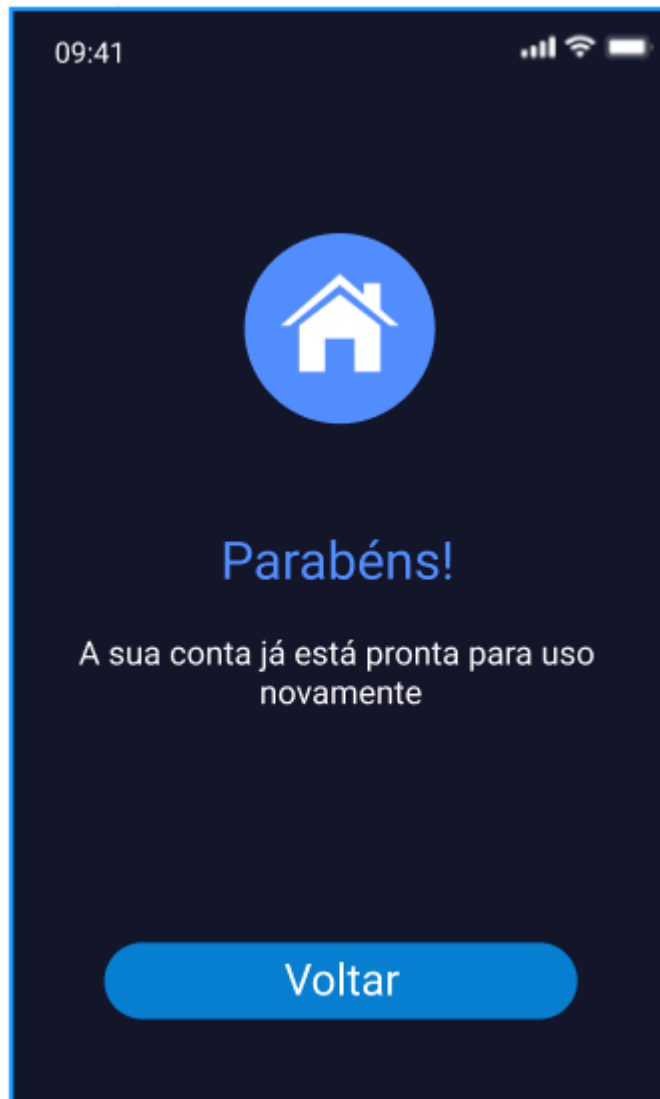 09:41
Parabéns!
A sua conta já está pronta para uso
novamente
Voltar